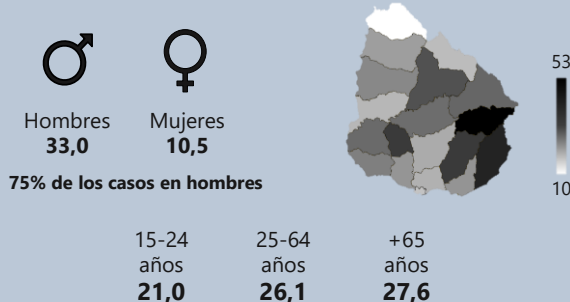 Hombres Mujeres
33,0 10,5
75% de los casos en hombres
53
10
15-24 25-64 +65
años años años
21,0 26,1 27,6